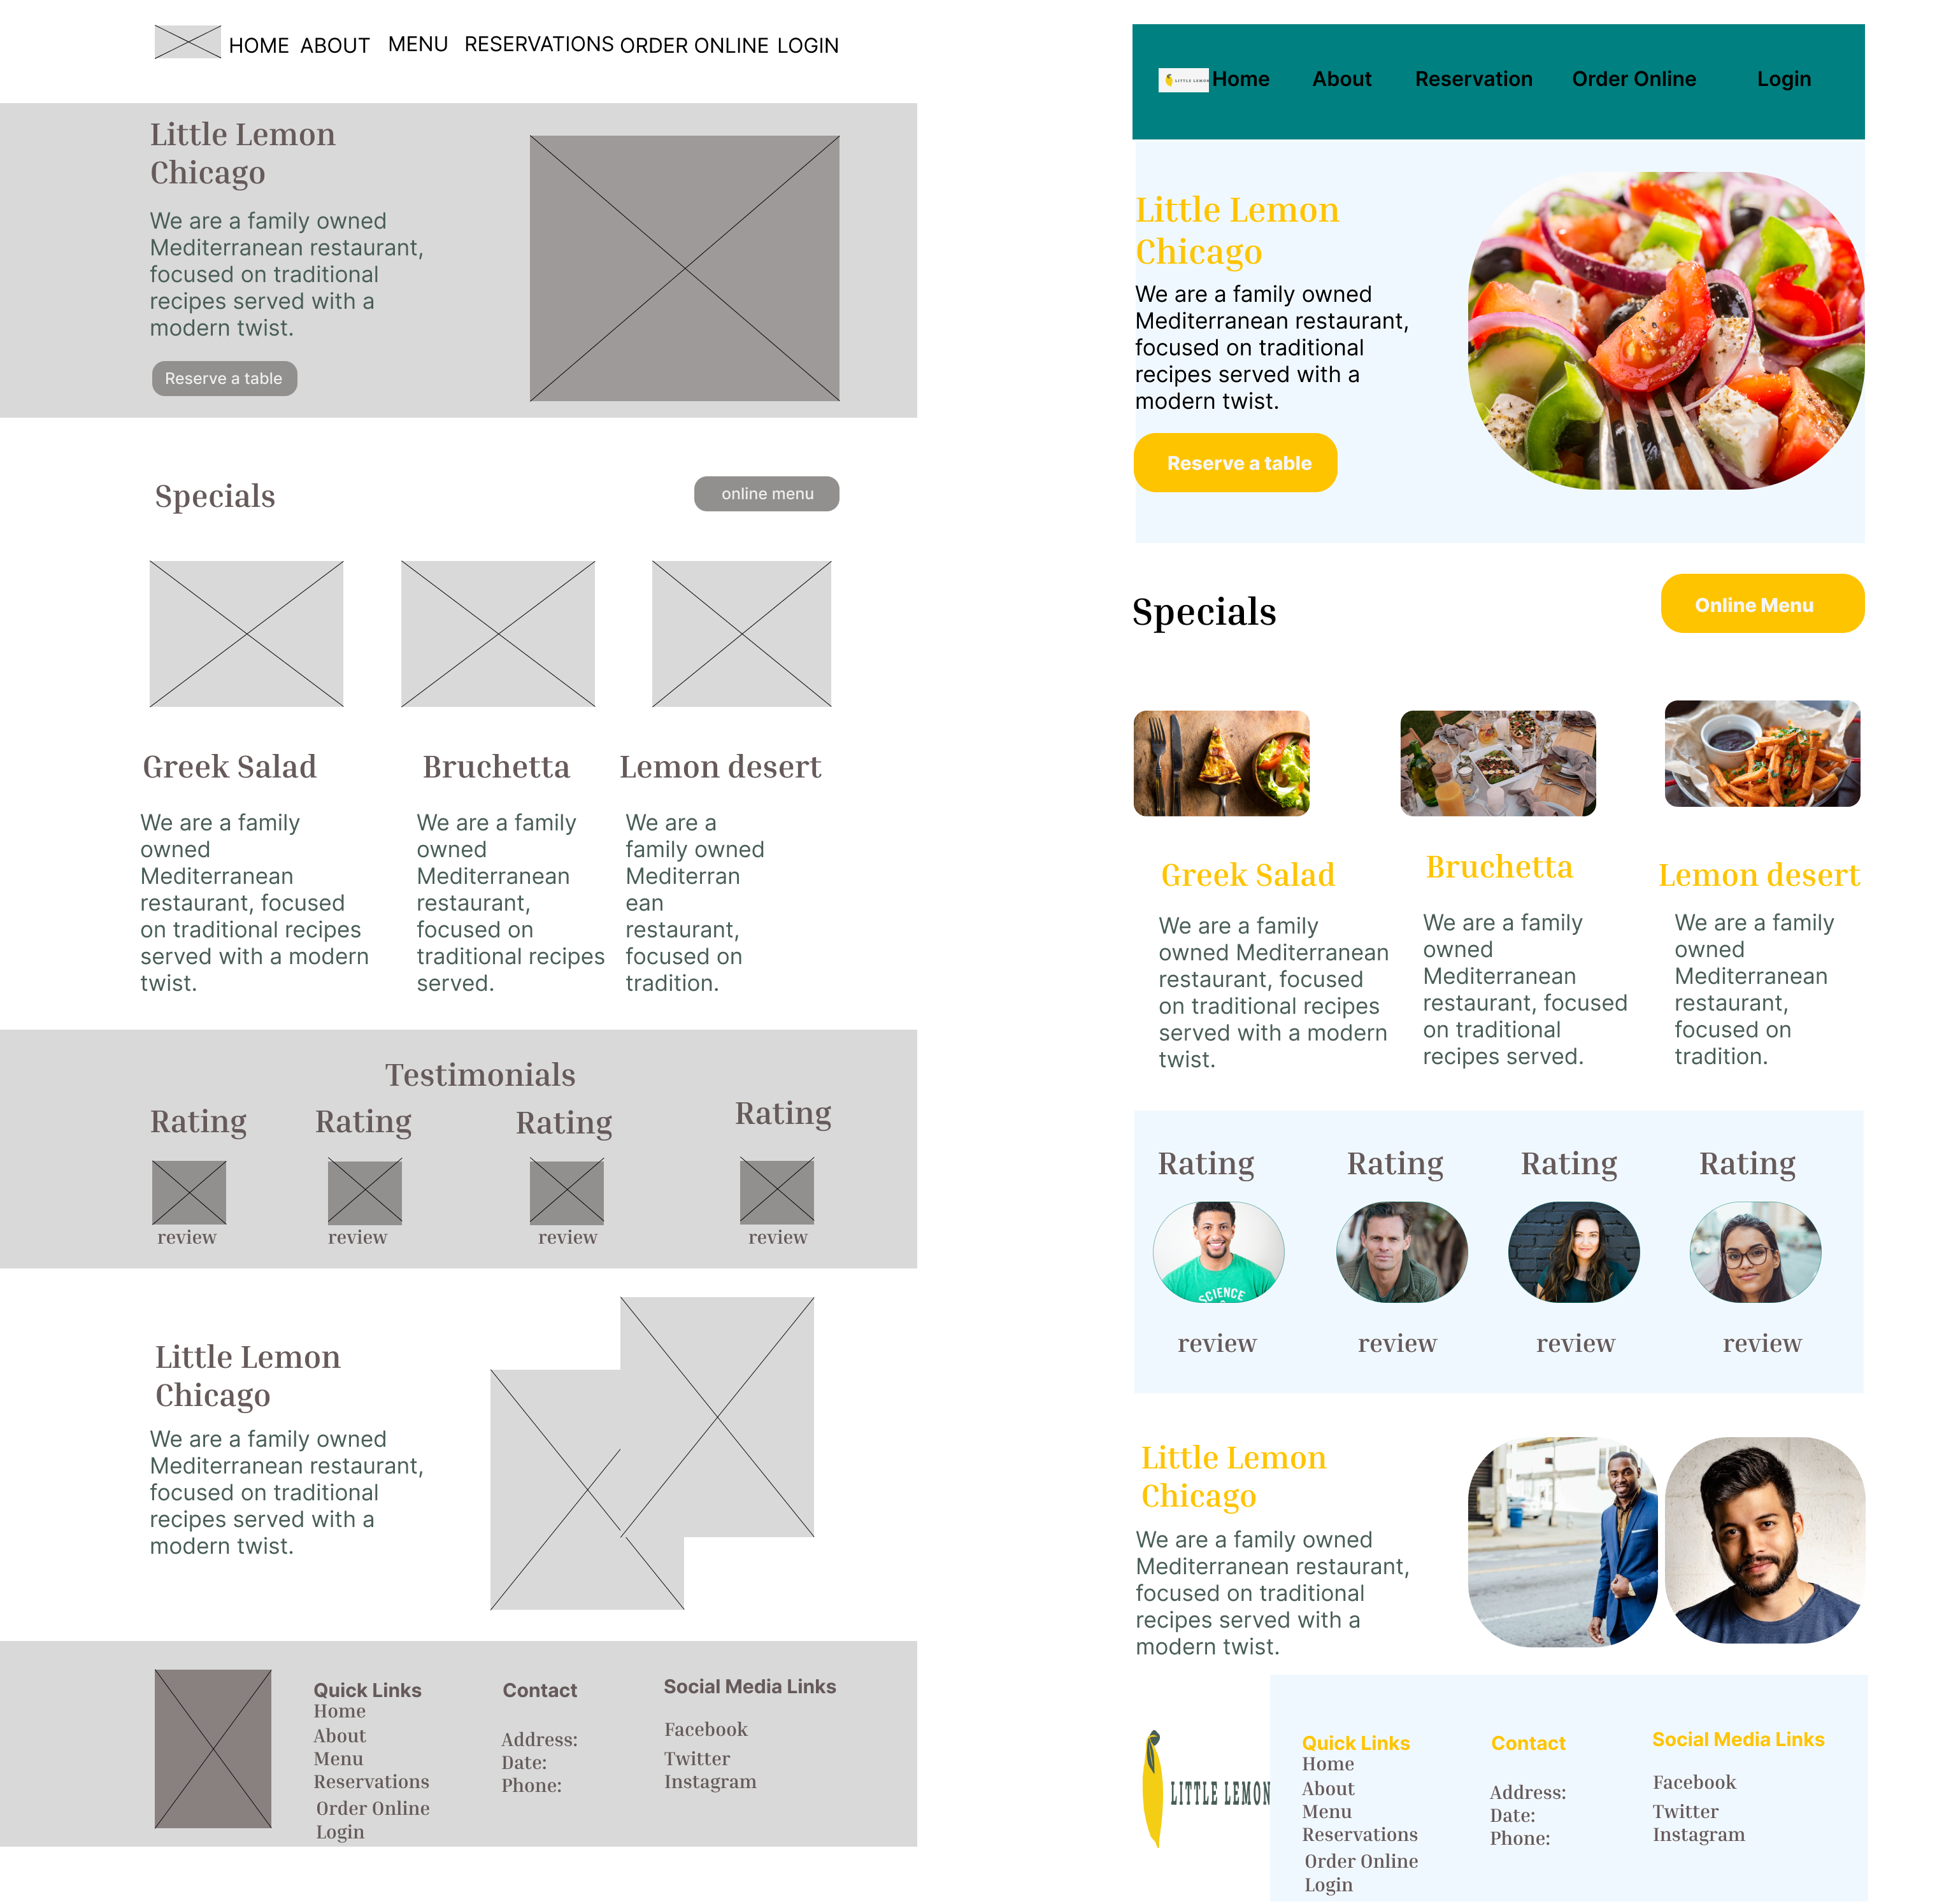 HOME ABOUT MENU RESERVATIONS ORDER ONLINE LOGIN
Little Lemon
Chicago
We are a family owned
Mediterranean restaurant,
focused on traditional
recipes served with a
modern twist.
Reserve a table
Specials
online menu
Greek Salad
We are a family
owned
Mediterranean
restaurant, focused
on traditional recipes
served with a modern
twist.
Bruchetta
We are a family
owned
Mediterranean
restaurant,
focused on
traditional recipes
served.
Lemon desert
We are a
family owned
Mediterran
ean
restaurant,
focused on
tradition.
Testimonials
Rating
Rating
Rating
Rating
review
review
review
review
Little Lemon
Chicago
We are a family owned
Mediterranean restaurant,
focused on traditional
recipes served with a
modern twist.
Quick Links
Home
About
Menu
Reservations
Order Online
Login
Contact
Address:
Date:
Phone:
Social Media Links
Facebook
Twitter
Instagram
LITTLE LEMON
Home About Reservation Order Online Login
Little Lemon
Chicago
We are a family owned
Mediterranean restaurant,
focused on traditional
recipes served with a
modern twist.
Reserve a table
Specials
Online Menu
Greek Salad
We are a family
owned Mediterranean
restaurant, focused
on traditional recipes
served with a modern
twist.
Bruchetta
We are a family
owned
Mediterranean
restaurant, focused
on traditional
recipes served.
Lemon desert
We are a family
owned
Mediterranean
restaurant,
focused on
tradition.
Rating
Rating
Rating
Rating
SCIENCE
review
review
review
review
Little Lemon
Chicago
We are a family owned
Mediterranean restaurant,
focused on traditional
recipes served with a
modern twist.
LITTLE LEMON
Quick Links
Home
About
Menu
Reservations
Order Online
Login
Contact
Address:
Date:
Phone:
Social Media Links
Facebook
Twitter
Instagram